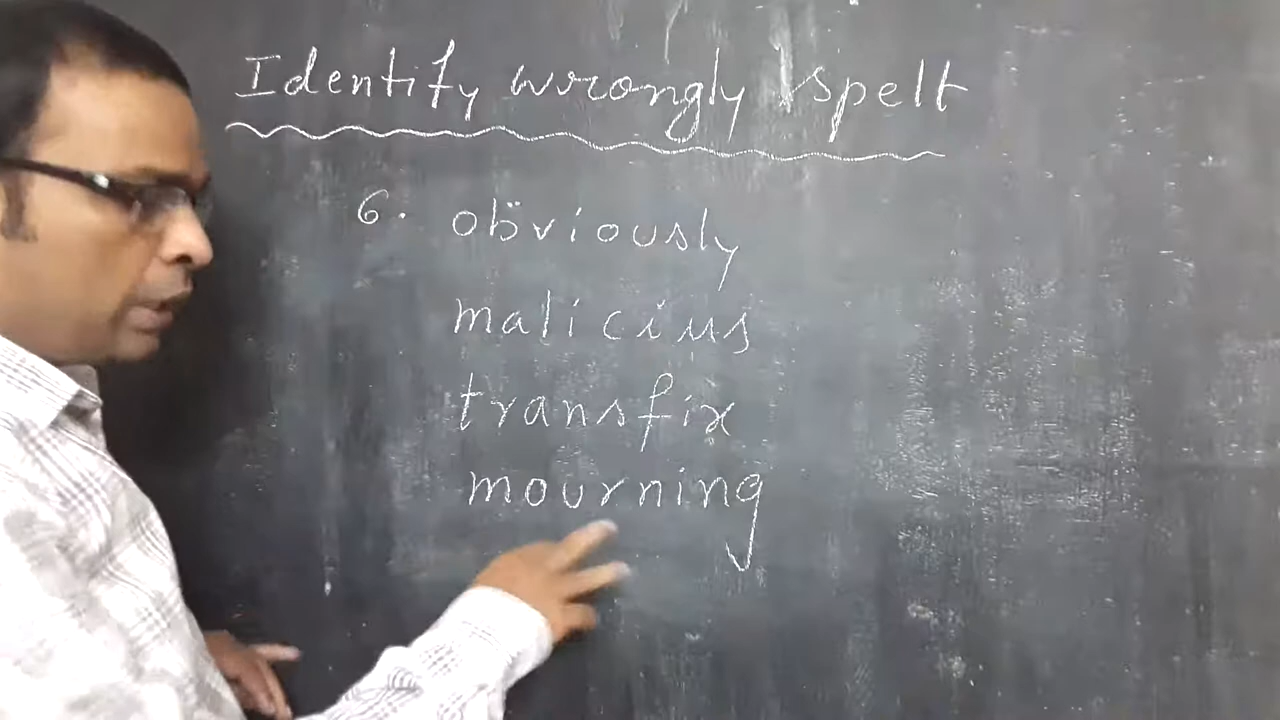 Identify wrongly spelt
6. obviously
malicius
transfix
mourning